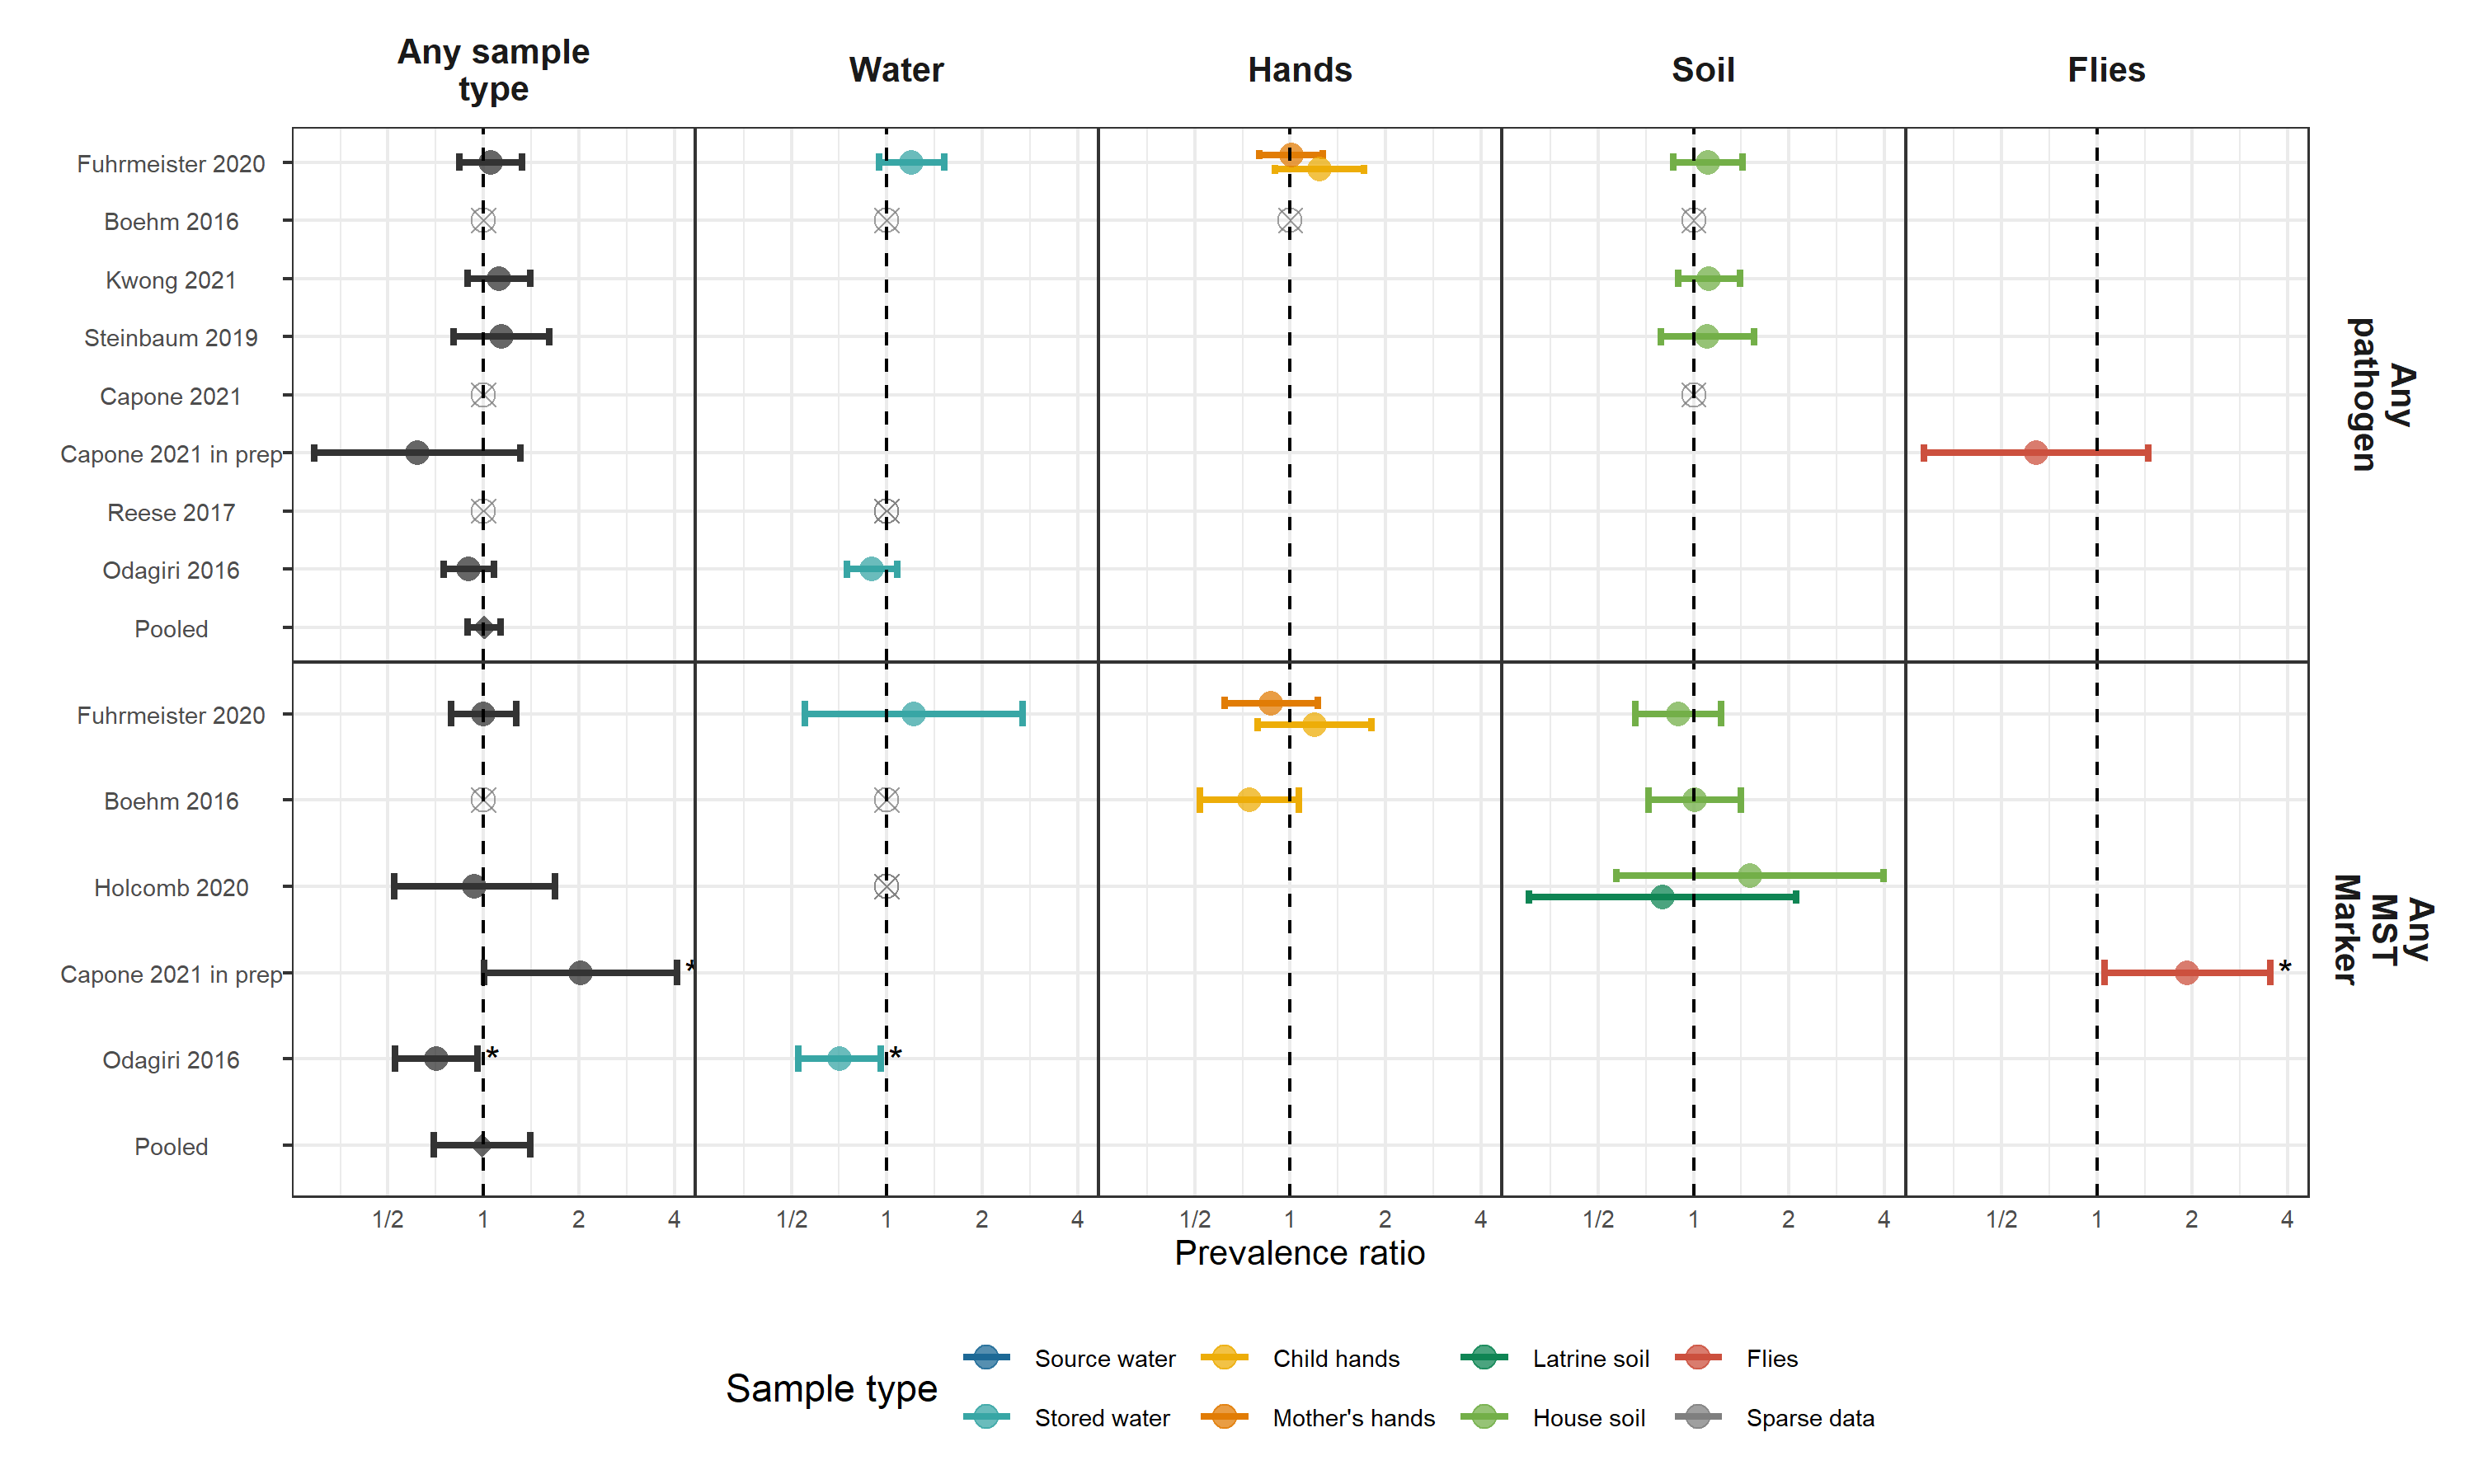 Any sample
type
Water
Hands
Soil
Flies
Fuhrmeister 2020
Boehm 2016
Kwong 2021
Steinbaum 2019
Capone 2021
Capone 2021 in prep
Reese 2017
Odagiri 2016
Pooled
Any
pathogen
Fuhrmeister 2020
Boehm 2016
Holcomb 2020
Capone 2021 in prep
*
*
Odagiri 2016
*
*
Pooled
Any
MST
Marker
1/2 1 2 4
1/2 1 2 4
1/2 1 2 4
1/2 1 2 4
1/2 1 2 4
Prevalence ratio
Sample type
Source water
Child hands
Latrine soil
Flies
Stored water
Mother's hands
House soil
Sparse data